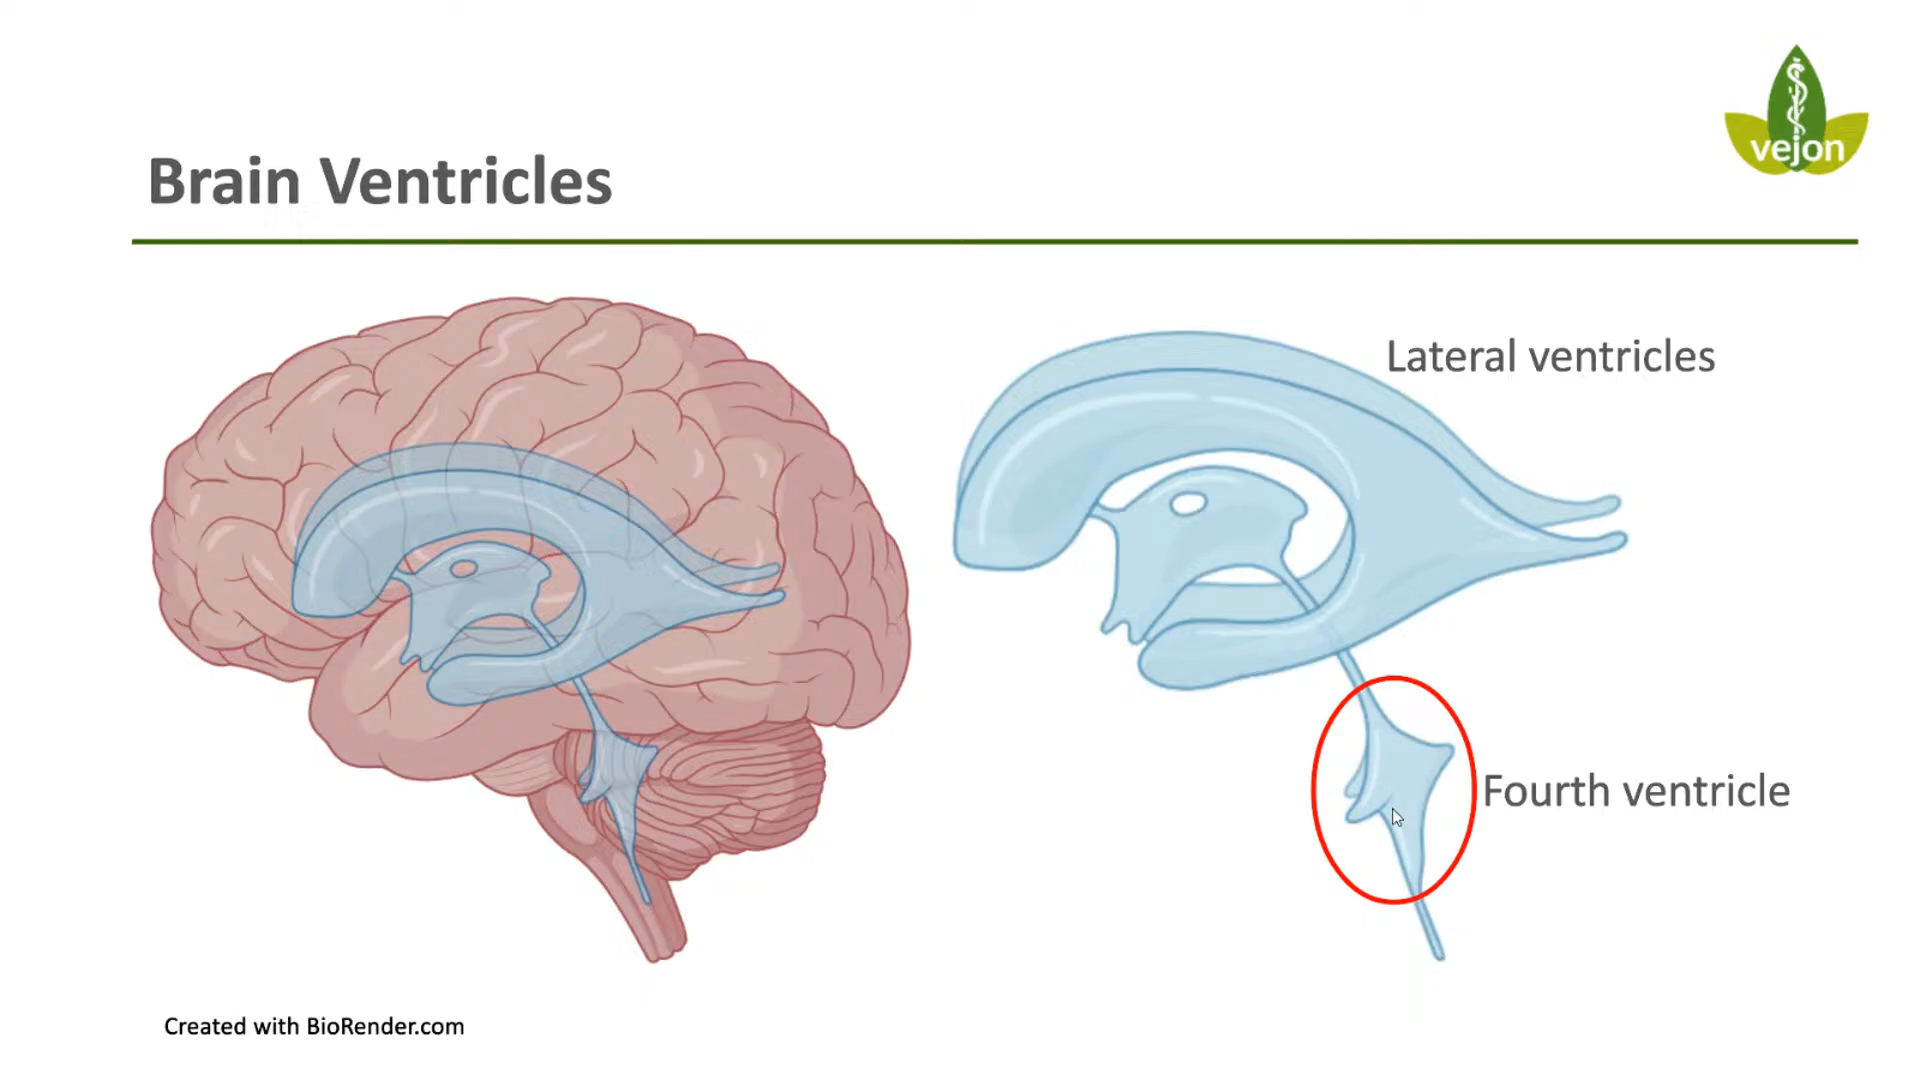 vejon
Brain Ventricles
Lateral ventricles
Fourth ventricle
Created with BioRender.com